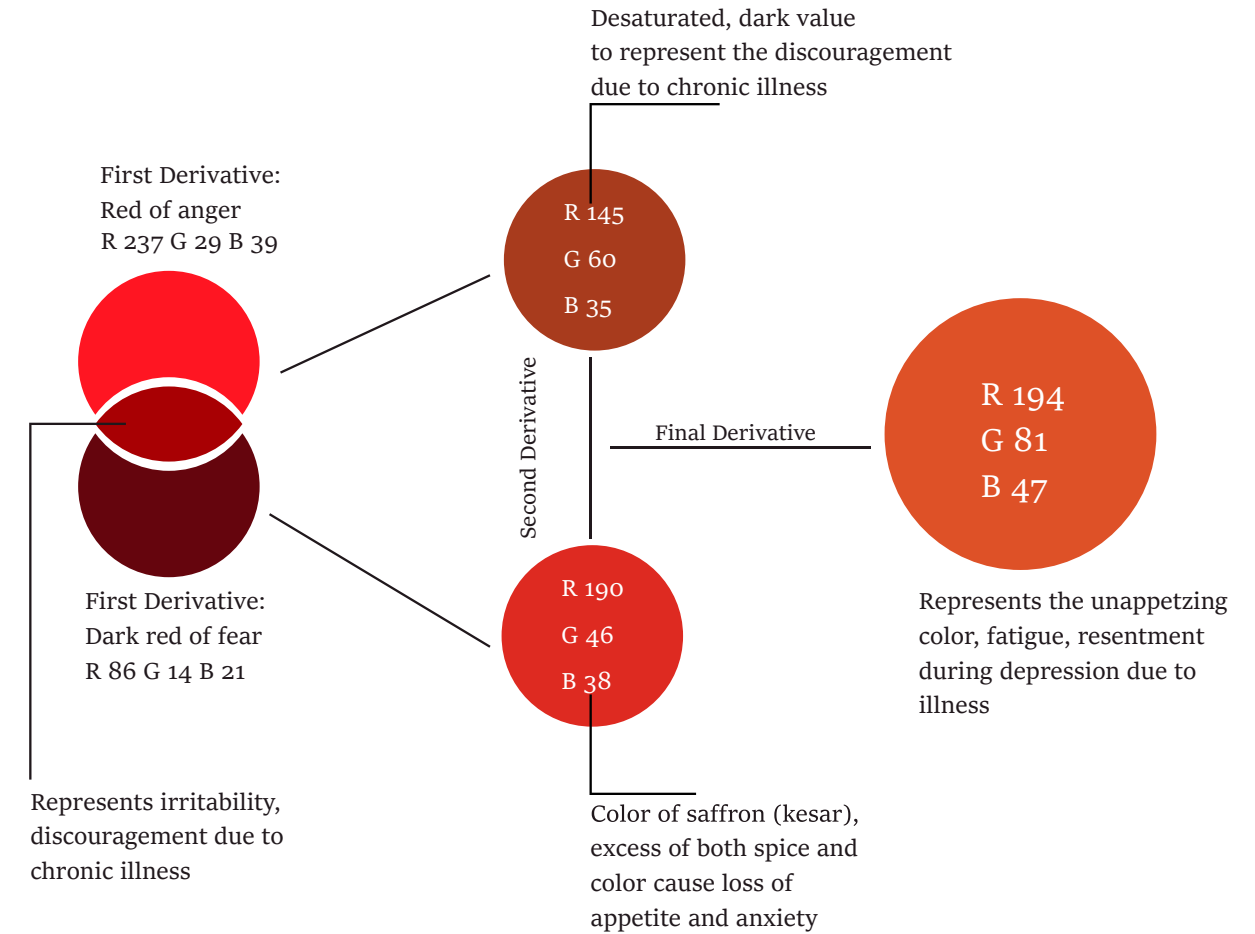 Desaturated, dark value
to represent the discouragement
due to chronic illness
First Derivative:
Red of anger
R 237 G 29 B 39
R 145
G 60
B 35
Second Derivative
Final Derivative
R 194
G 81
B 47
First Derivative:
Dark red of fear
R 86 G 14 B 21
R 190
G 46
B 38
Represents the unappetzing
color, fatigue, resentment
during depression due to
illness
Represents irritability,
discouragement due to
chronic illness
Color of saffron (kesar),
excess of both spice and
color cause loss of
appetite and anxiety